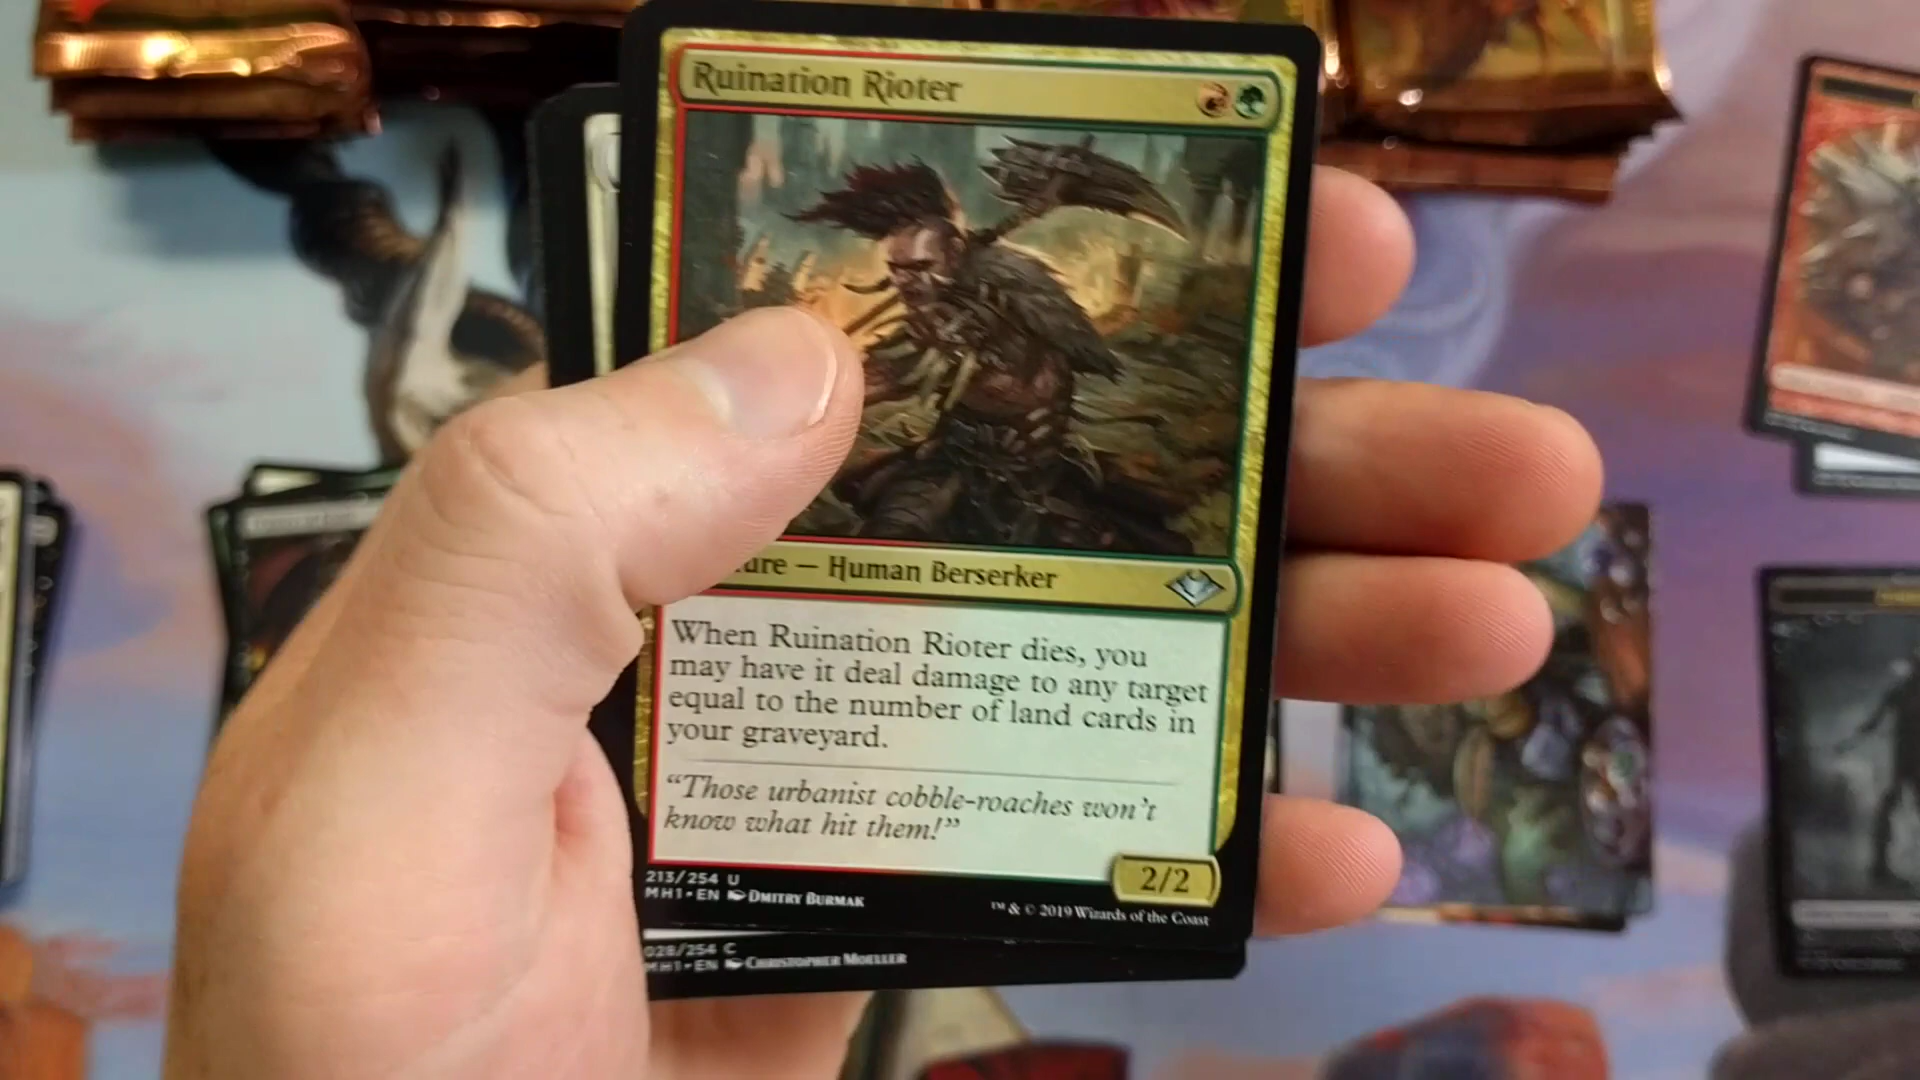 Ruination Rioter
ure — Human Berserker
When Ruination Rioter dies, you
may have it deal damage to any target
equal to the number of land cards in
your graveyard.
“Those urbanist cobble-roaches won’t
know what hit them!”
2/2
213/254 U
MH1 • EN Dmitry Burmak
™ & © 2019 Wizards of the Coast
028/254 C
MH1 • EN Christopher Moeller